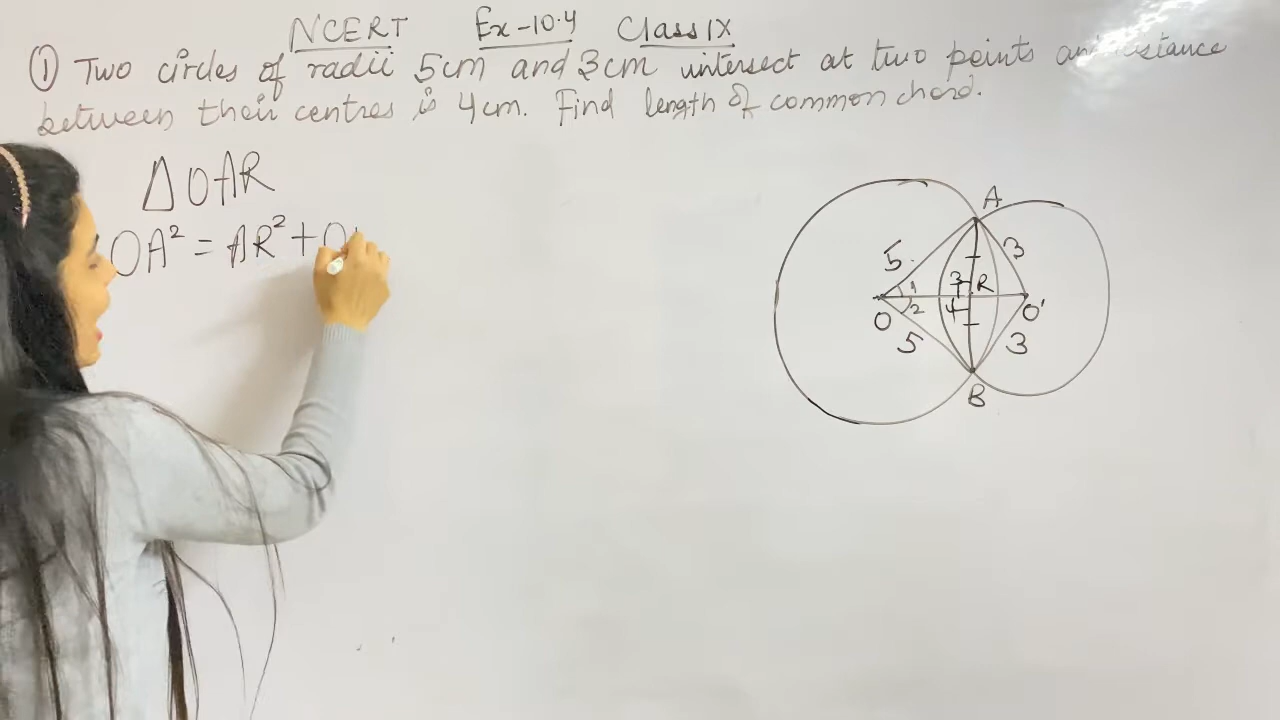 NCERT Ex-10.4 Class IX
① Two circles of radii 5cm and 3cm intersect at two points and distance
between their centres is 4cm. Find length of common chord.
△OAR
OA² = AR² + O
A
5 3
1 3 R
O 2 4 O'
5 3
B